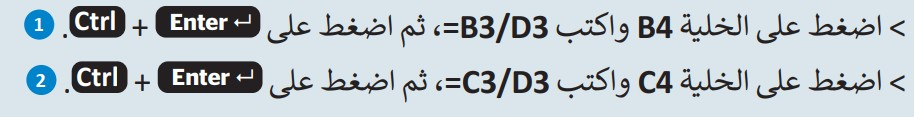 > اضغط على الخلية B4 واكتب B3/D3=، ثم اضغط على Enter ↵ + Ctrl. 1
> اضغط على الخلية C4 واكتب C3/D3=، ثم اضغط على Enter ↵ + Ctrl. 2